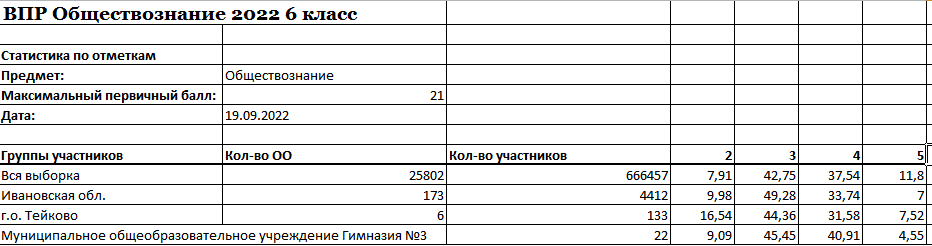 ВПР Обществознание 2022 6 класс
Статистика по отметкам
Предмет: Обществознание
Максимальный первичный балл: 21
Дата: 19.09.2022
Группы участников Кол-во ОО Кол-во участников 2 3 4 5
Вся выборка 25802 666457 7,91 42,75 37,54 11,8
Ивановская обл. 173 4412 9,98 49,28 33,74 7
г.о. Тейково 6 133 16,54 44,36 31,58 7,52
Муниципальное общеобразовательное учреждение Гимназия №3 22 9,09 45,45 40,91 4,55